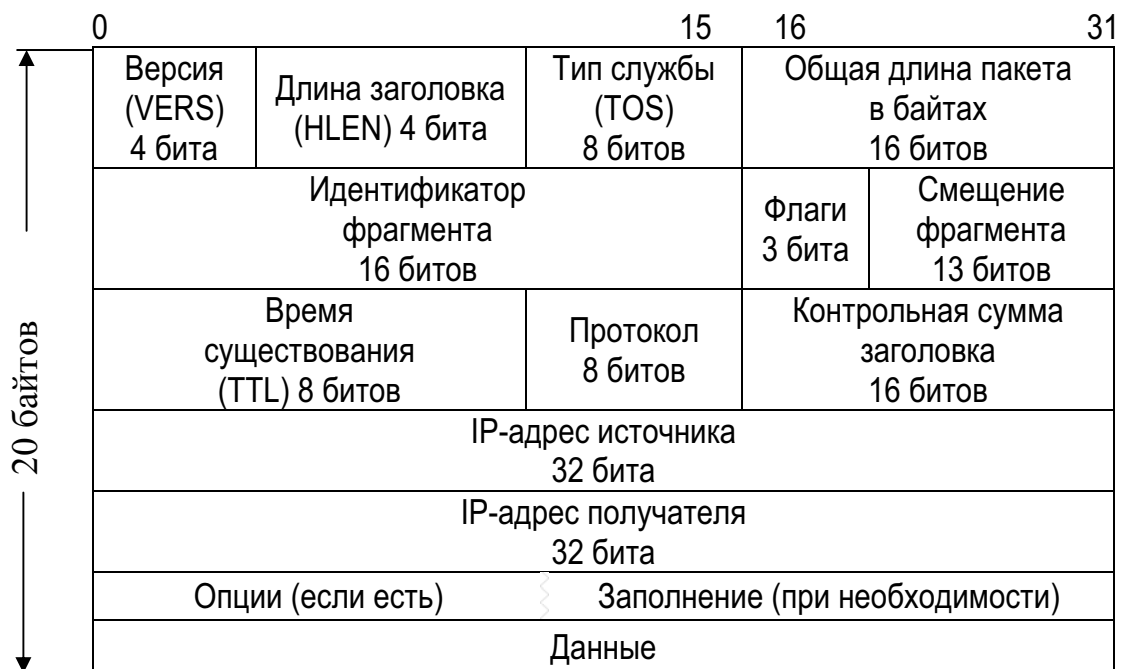 0 15 16 31
Версия
(VERS)
4 бита
Длина заголовка
(HLEN) 4 бита
Тип службы
(TOS)
8 битов
Общая длина пакета
в байтах
16 битов
Идентификатор
фрагмента
16 битов
Флаги
3 бита
Смещение
фрагмента
13 битов
Время
существования
(TTL) 8 битов
Протокол
8 битов
Контрольная сумма
заголовка
16 битов
IP-адрес источника
32 бита
IP-адрес получателя
32 бита
Опции (если есть)
Заполнение (при необходимости)
Данные
20 байтов